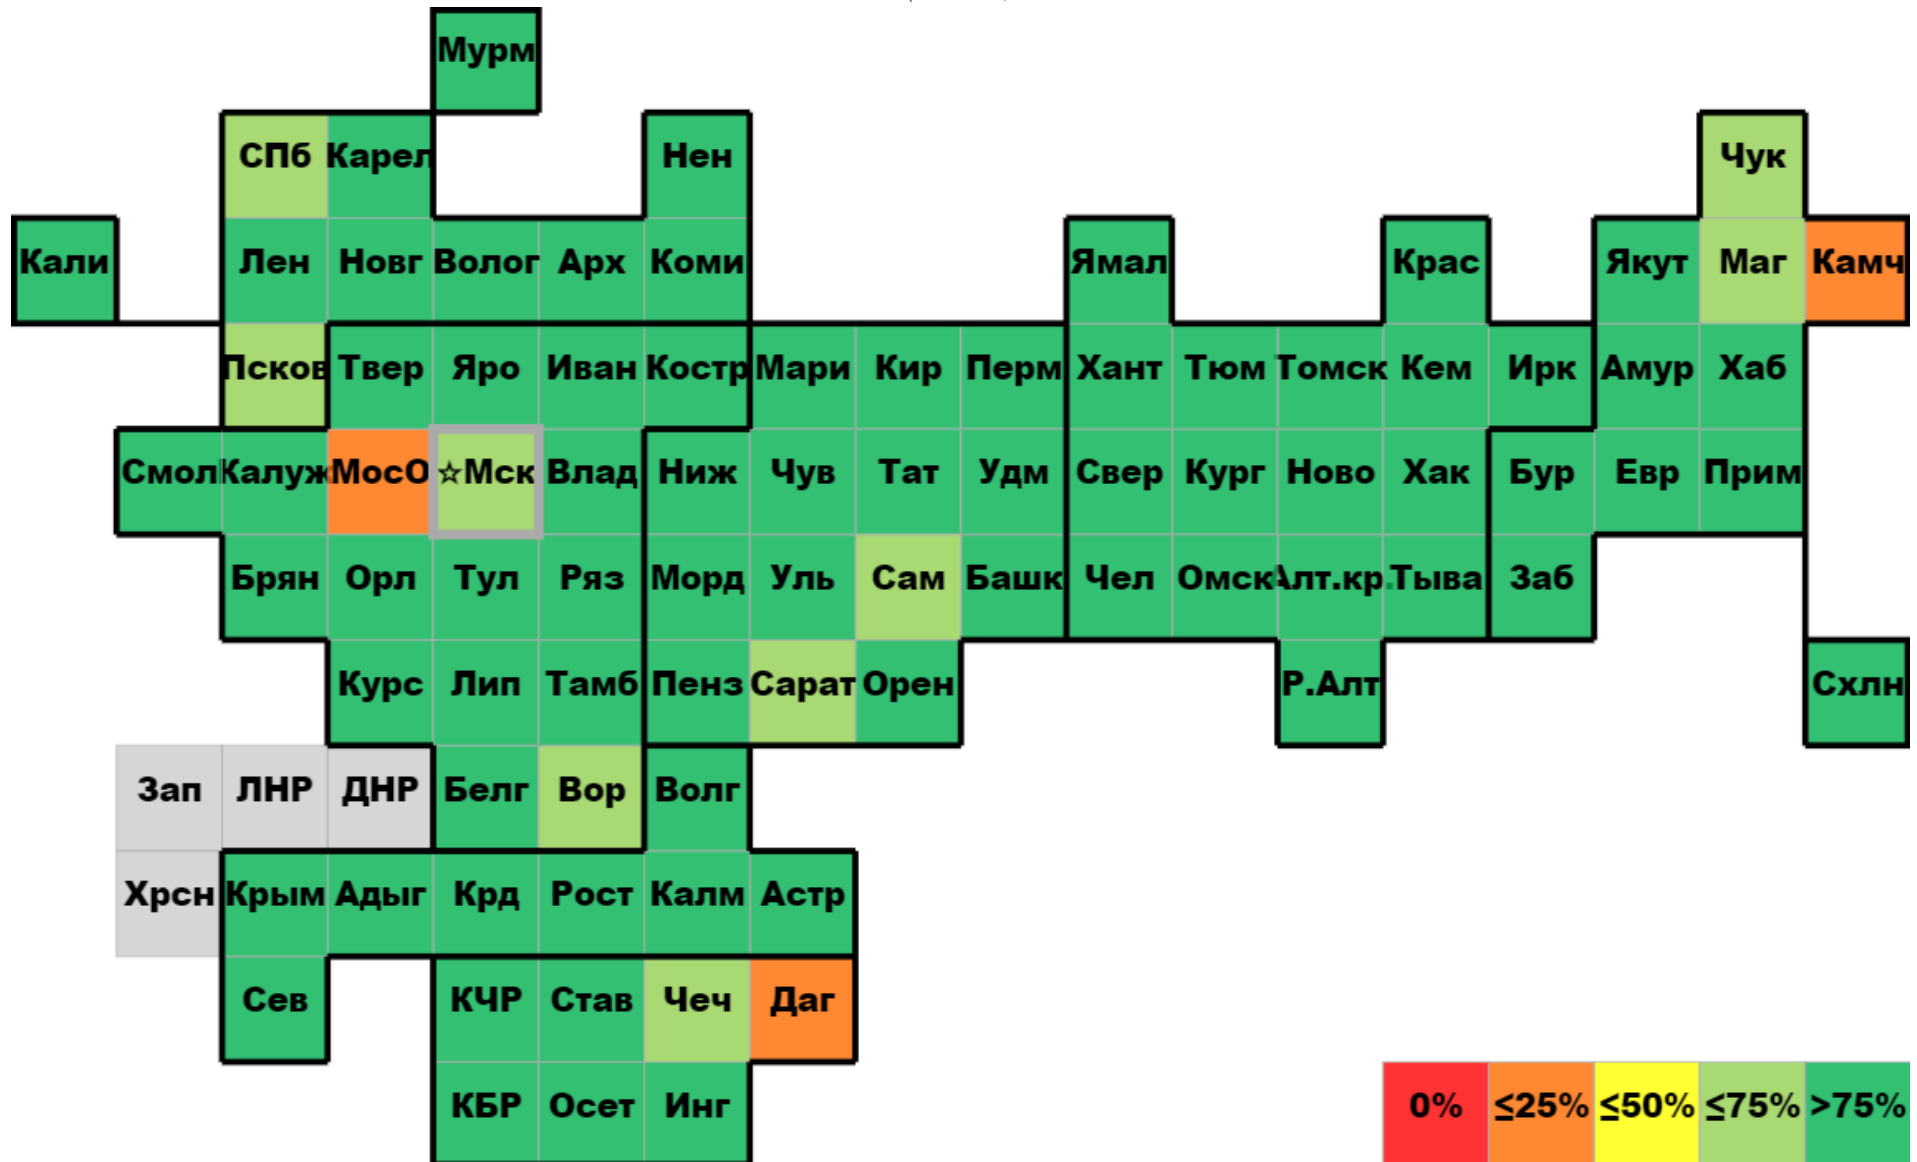 Мурм
СПб Карел Нен Чук
Кали Лен Новг Волог Арх Коми Ямал Крас Якут Маг Камч
Псков Твер Яро Иван Костр Мари Кир Перм Хант Тюм Томск Кем Ирк Амур Хаб
Смол Калуж МосО ☆Мск Влад Ниж Чув Тат Удм Свер Кург Ново Хак Бур Евр Прим
Брян Орл Тул Ряз Морд Уль Сам Башк Чел Омск Алт.кр. Тыва Заб
Курс Лип Тамб Пенз Сарат Орен Р.Алт Схлн
Зап ЛНР ДНР Белг Вор Волг
Хрсн Крым Адыг Крд Рост Калм Астр
Сев КЧР Став Чеч Даг
КБР Осет Инг 0% ≤25% ≤50% ≤75% >75%